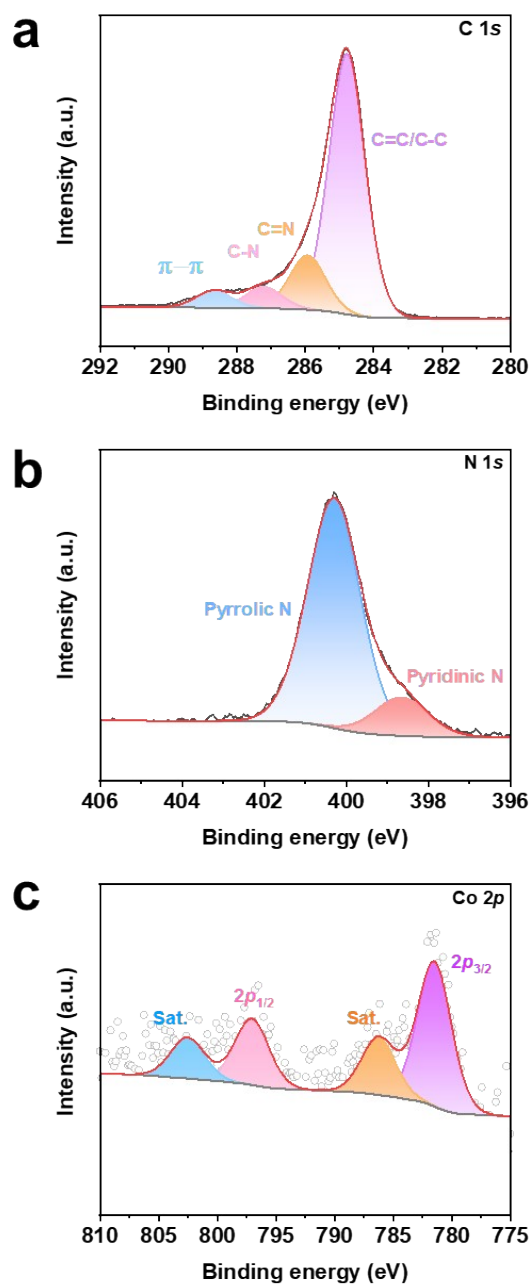 a
C 1s
Intensity (a.u.)
C=C/C-C
C=N
C-N
π—π
292 290 288 286 284 282 280
Binding energy (eV)
b
N 1s
Intensity (a.u.)
Pyrrolic N
Pyridinic N
406 404 402 400 398 396
Binding energy (eV)
c
Co 2p
Intensity (a.u.)
2p3/2
2p1/2
Sat.
Sat.
810 805 800 795 790 785 780 775
Binding energy (eV)